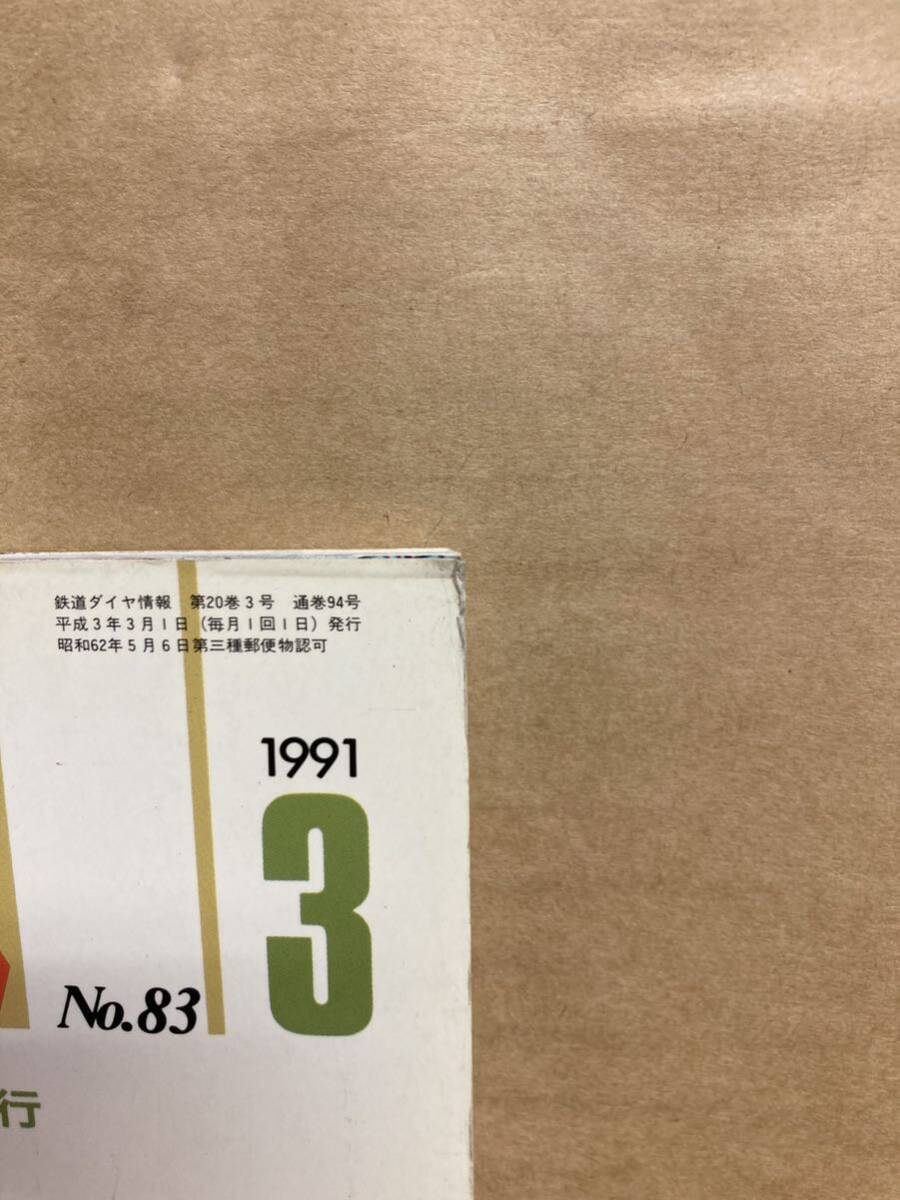 鉄道ダイヤ情報 第20巻3号 通巻94号
平成3年3月1日(毎月1回1日)発行
昭和62年5月6日第三種郵便物認可
1991
3
No.83
行